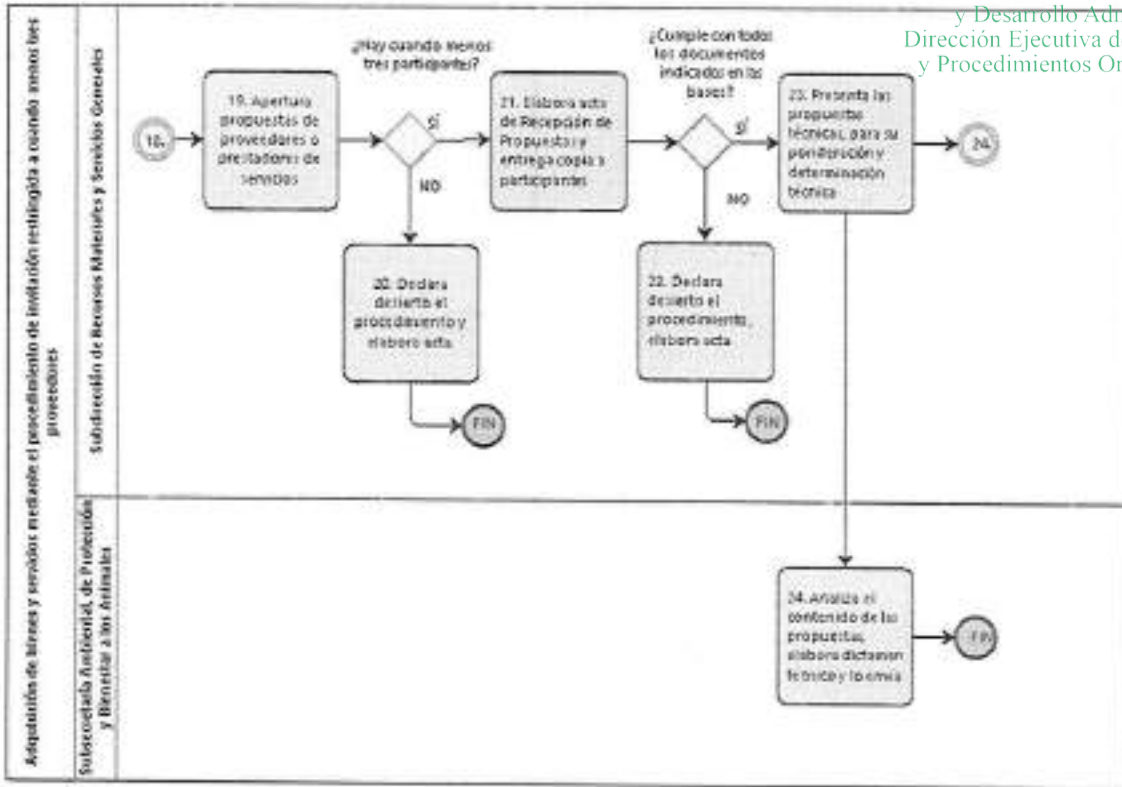 y Desarrollo Adm
Dirección Ejecutiva d
y Procedimientos Or
Adquisición de bienes y servicios mediante el procedimiento de invitación restringida a cuando menos tres
proveedores
Subdirección de Recursos Materiales y Servicios Generales
18.
19. Apertura
propuestas de
proveedores o
prestadores de
servicios
¿Hay cuando menos
tres participantes?
SÍ
NO
20. Declara
desierto el
procedimiento y
elabora acta.
FIN
21. Elabora acta
de Recepción de
Propuestas y
entrega copia a
participantes
¿Cumple con todos
los documentos
indicados en las
bases?
SÍ
NO
22. Declara
desierto el
procedimiento,
elabora acta
FIN
23. Presenta las
propuestas
técnicas, para su
ponderación y
determinación
técnica
24.
Subsecretaría Ambiental, de Protección
y Bienestar a los Animales
24. Analiza el
contenido de las
propuestas,
elabora dictamen
técnico y lo envía
FIN